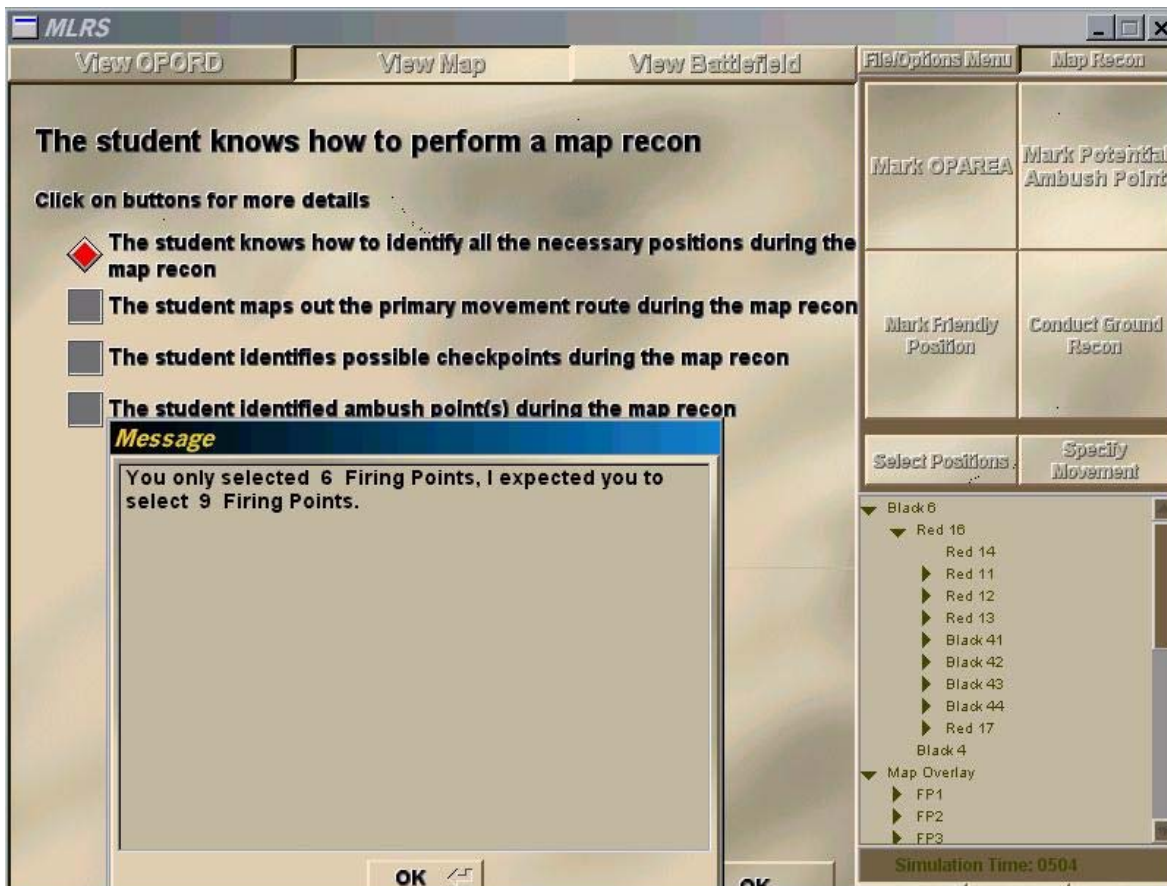 MLRS
View OPORD
View Map
View Battlefield
File/Options Menu
Map Recon
The student knows how to perform a map recon
Click on buttons for more details
The student knows how to identify all the necessary positions during the
map recon
The student maps out the primary movement route during the map recon
The student identifies possible checkpoints during the map recon
The student identified ambush point(s) during the map recon
Message
You only selected 6 Firing Points, I expected you to
select 9 Firing Points.
OK
OK
Mark OPAREA
Mark Potential
Ambush Point
Mark Friendly
Position
Conduct Ground
Recon
Select Positions
Specify
Movement
Black 6
Red 16
Red 14
Red 11
Red 12
Red 13
Black 41
Black 42
Black 43
Black 44
Red 17
Black 4
Map Overlay
FP1
FP2
FP3
Simulation Time: 0504